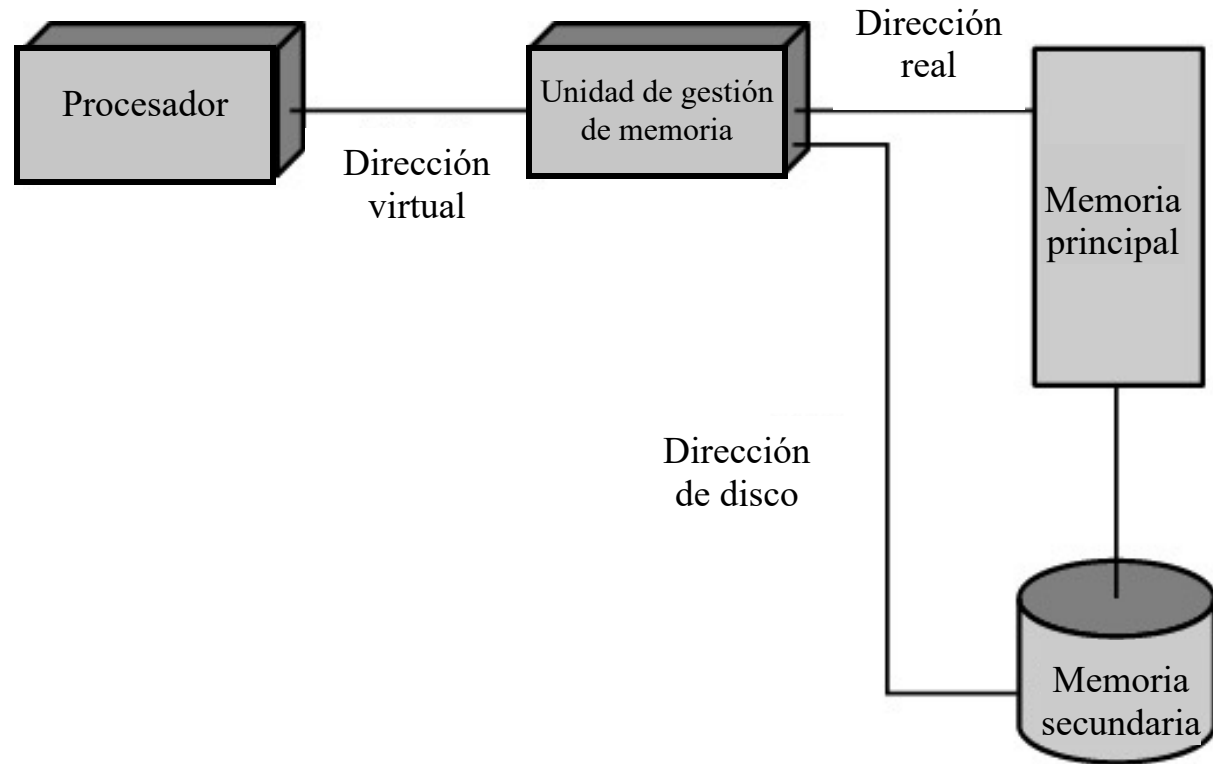 Procesador
Dirección
virtual
Unidad de gestión
de memoria
Dirección
real
Memoria
principal
Dirección
de disco
Memoria
secundaria